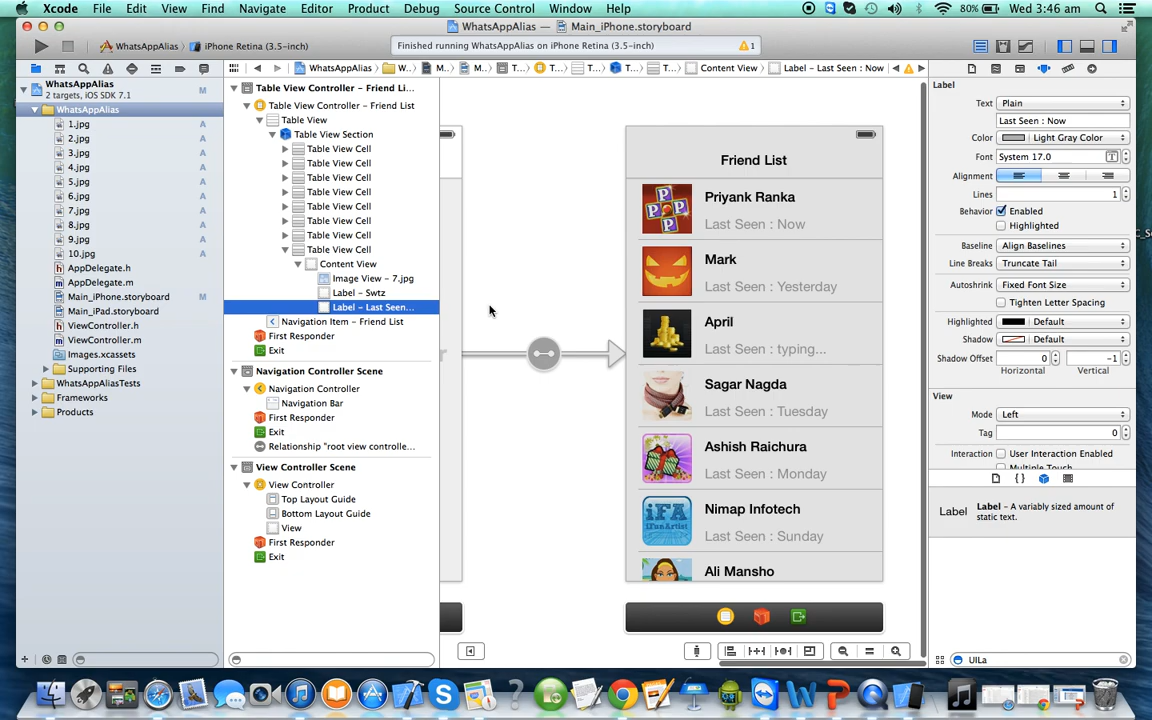 Xcode File Edit View Find Navigate Editor Product Debug Source Control Window Help 80% Wed 3:46 am
WhatsAppAlias — Main_iPhone.storyboard
WhatsAppAlias iPhone Retina (3.5-inch) Finished running WhatsAppAlias on iPhone Retina (3.5-inch) 1
WhatsAppAlias W... M... M... T... T... T... T... T... Content View Label - Last Seen : Now
WhatsAppAlias M
2 targets, iOS SDK 7.1
WhatsAppAlias
1.jpg A
2.jpg A
3.jpg A
4.jpg A
5.jpg A
6.jpg A
7.jpg A
8.jpg A
9.jpg A
10.jpg A
AppDelegate.h
AppDelegate.m
Main_iPhone.storyboard M
Main_iPad.storyboard
ViewController.h
ViewController.m
Images.xcassets
Supporting Files
WhatsAppAliasTests
Frameworks
Products
Table View Controller - Friend Li...
Table View Controller - Friend List
Table View
Table View Section
Table View Cell
Table View Cell
Table View Cell
Table View Cell
Table View Cell
Table View Cell
Table View Cell
Table View Cell
Content View
Image View - 7.jpg
Label - Swtz
Label - Last Seen...
Navigation Item - Friend List
First Responder
Exit
Navigation Controller Scene
Navigation Controller
Navigation Bar
First Responder
Exit
Relationship "root view controlle...
View Controller Scene
View Controller
Top Layout Guide
Bottom Layout Guide
View
First Responder
Exit
Friend List
Priyank Ranka
Last Seen : Now
Mark
Last Seen : Yesterday
April
Last Seen : typing...
Sagar Nagda
Last Seen : Tuesday
Ashish Raichura
Last Seen : Monday
iFA
iFunArtist
Nimap Infotech
Last Seen : Sunday
Ali Mansho
Label
Text Plain
Last Seen : Now
Color Light Gray Color
Font System 17.0
Alignment
Lines 1
Behavior Enabled
Highlighted
Baseline Align Baselines
Line Breaks Truncate Tail
Autoshrink Fixed Font Size
Tighten Letter Spacing
Highlighted Default
Shadow Default
Shadow Offset 0 -1
Horizontal Vertical
View
Mode Left
Tag 0
Interaction User Interaction Enabled
Multiple Touch
Label Label - A variably sized amount of
static text.
UILa